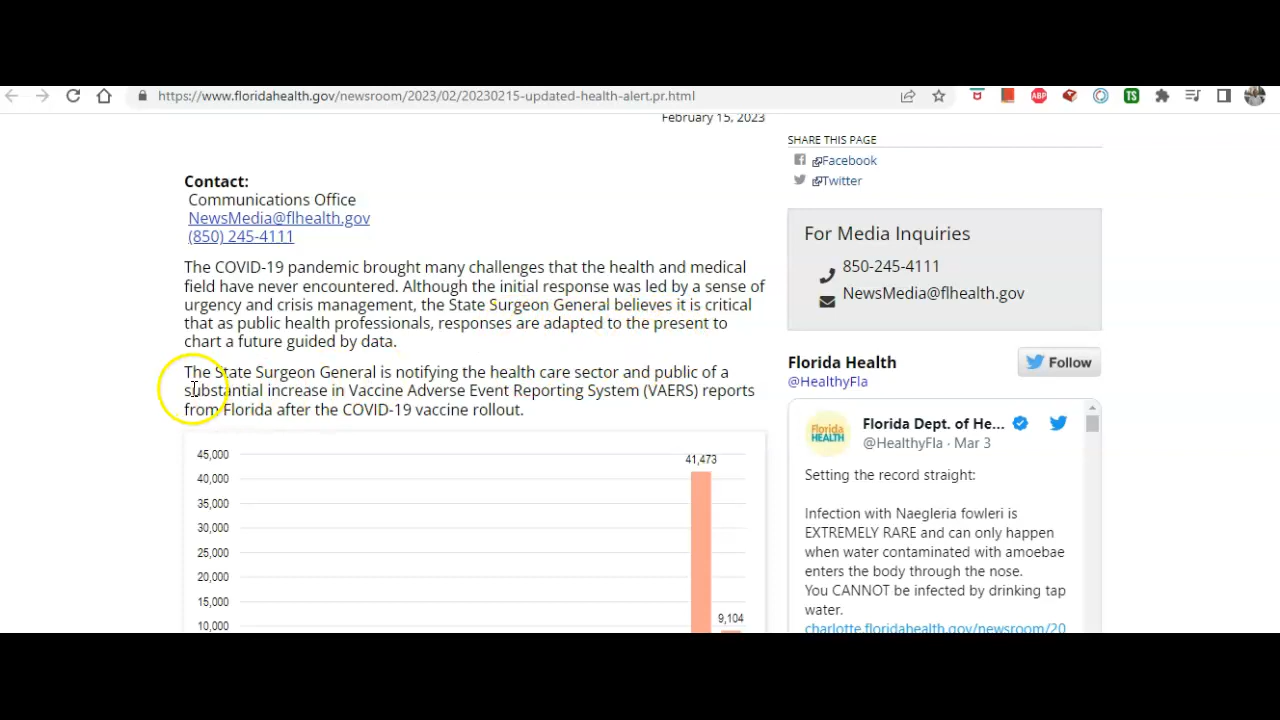 https://www.floridahealth.gov/newsroom/2023/02/20230215-updated-health-alert.pr.html
ABP
TS
February 15, 2023
Contact:
Communications Office
NewsMedia@flhealth.gov
(850) 245-4111
The COVID-19 pandemic brought many challenges that the health and medical
field have never encountered. Although the initial response was led by a sense of
urgency and crisis management, the State Surgeon General believes it is critical
that as public health professionals, responses are adapted to the present to
chart a future guided by data.
The State Surgeon General is notifying the health care sector and public of a
substantial increase in Vaccine Adverse Event Reporting System (VAERS) reports
from Florida after the COVID-19 vaccine rollout.
45,000
40,000
35,000
30,000
25,000
20,000
15,000
10,000
41,473
9,104
SHARE THIS PAGE
Facebook
Twitter
For Media Inquiries
850-245-4111
NewsMedia@flhealth.gov
Florida Health
@HealthyFla
Follow
Florida HEALTH
Florida Dept. of He...
@HealthyFla · Mar 3
Setting the record straight:
Infection with Naegleria fowleri is
EXTREMELY RARE and can only happen
when water contaminated with amoebae
enters the body through the nose.
You CANNOT be infected by drinking tap
water.
charlotte.floridahealth.gov/newsroom/20